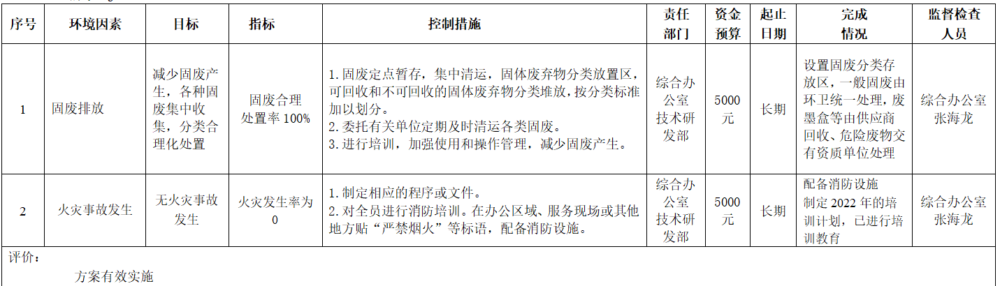 序号 环境因素 目标 指标 控制措施 责任部门 资金预算 起止日期 完成情况 监督检查人员
1
固废排放
减少固废产
生，各种固
废集中收
集，分类合
理化处置
固废合理
处置率100%
1.固废定点暂存，集中清运，固体废弃物分类放置区，
可回收和不可回收的固体废弃物分类堆放,按分类标准
加以划分。
2.委托有关单位定期及时清运各类固废。
3.进行培训，加强使用和操作管理，减少固废产生。
综合办
公室
技术研
发部
5000
元
长期
设置固废分类存
放区，一般固废由
环卫统一处理，废
墨盒等由供应商
回收、危险废物交
有资质单位处理
综合办公室
张海龙
2
火灾事故发生
无火灾事故
发生
火灾发生率为
0
1.制定相应的程序或文件。
2.对全员进行消防培训。在办公区域、服务现场或其他
地方贴“严禁烟火”等标语，配备消防设施。
综合办
公室
技术研
发部
5000
元
长期
配备消防设施
制定2022年的培
训计划，已进行培
训教育
综合办公室
张海龙
评价：
方案有效实施